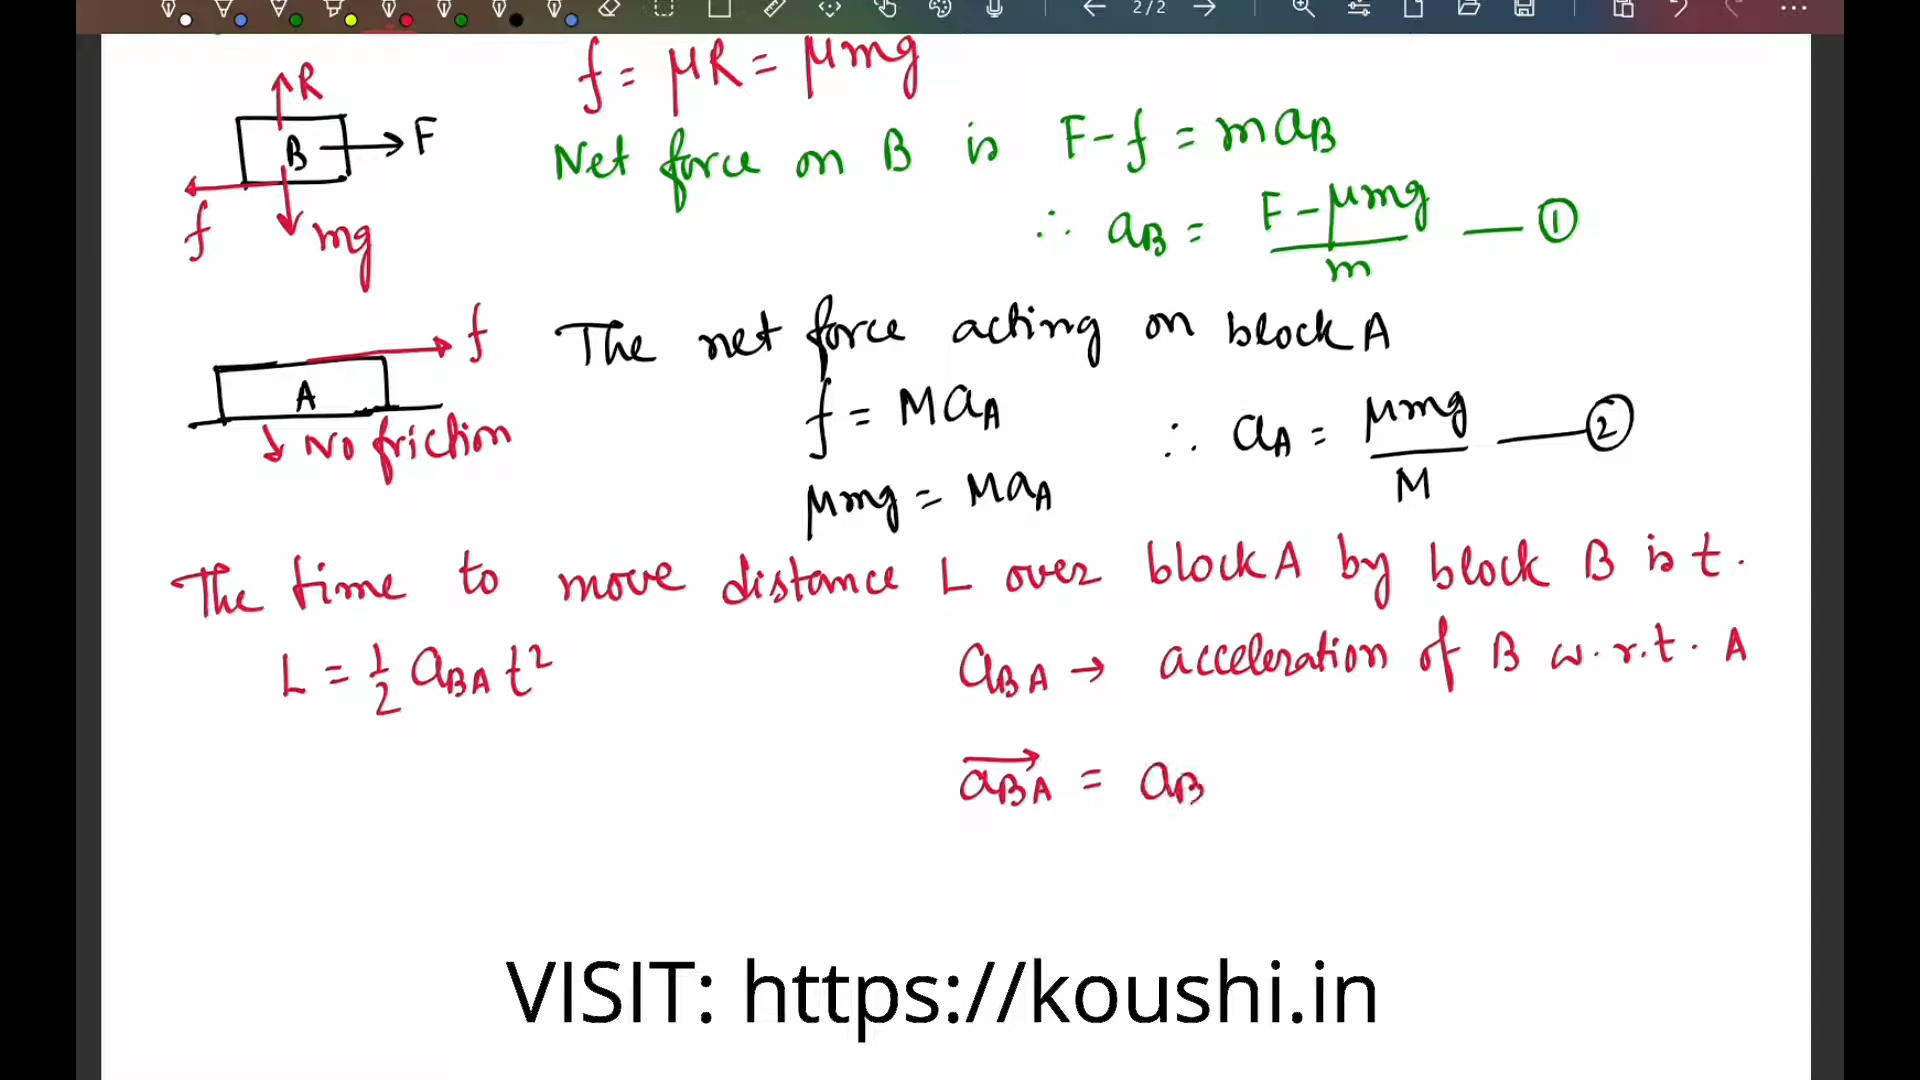 2/2
f = μR = μmg
R
B
F
f
mg
Net force on B is F - f = maB
∴ aB = F - μmg / m — ①
f
A
↓ No friction
The net force acting on block A
f = MaA
∴ aA = μmg / M — ②
μmg = MaA
The time to move distance L over block A by block B is t.
L = 1/2 aBA t²
aBA → acceleration of B w.r.t. A
aBA = aB
VISIT: https://koushi.in